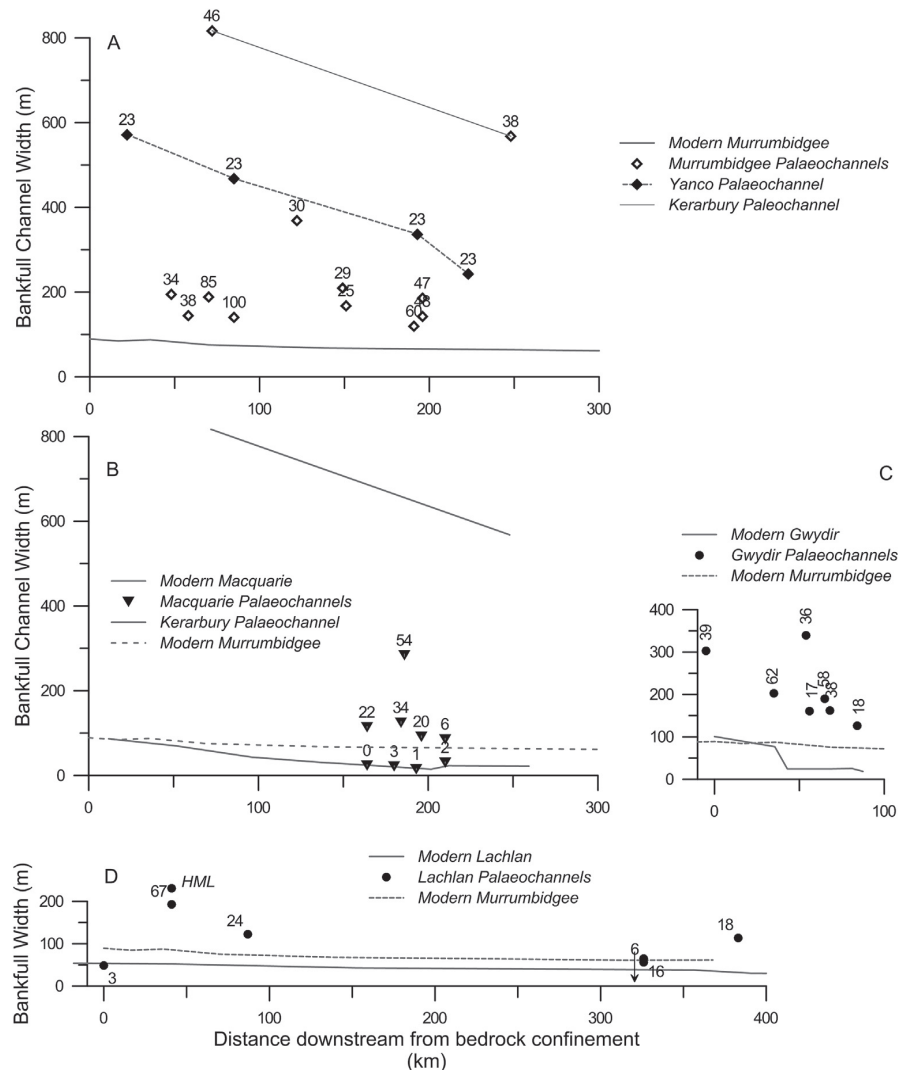 A
46
800
Bankfull Channel Width (m)
600
23
38
23
400
30
23
23
34
85
29
25
47
48
200
38
100
60
0
0
100
200
300
Modern Murrumbidgee
Murrumbidgee Palaeochannels
Yanco Palaeochannel
Kerarbury Paleochannel
B
800
Bankfull Channel Width (m)
600
400
200
0
Modern Macquarie
Macquarie Palaeochannels
Kerarbury Palaeochannel
Modern Murrumbidgee
54
22
34
20
6
0
3
1
2
0
100
200
300
C
Modern Gwydir
Gwydir Palaeochannels
Modern Murrumbidgee
400
300
200
100
0
39
62
36
17
58
38
18
0
100
D
Bankfull Width (m)
200
100
0
Modern Lachlan
Lachlan Palaeochannels
Modern Murrumbidgee
67
HML
24
3
6
16
18
0
100
200
300
400
Distance downstream from bedrock confinement
(km)